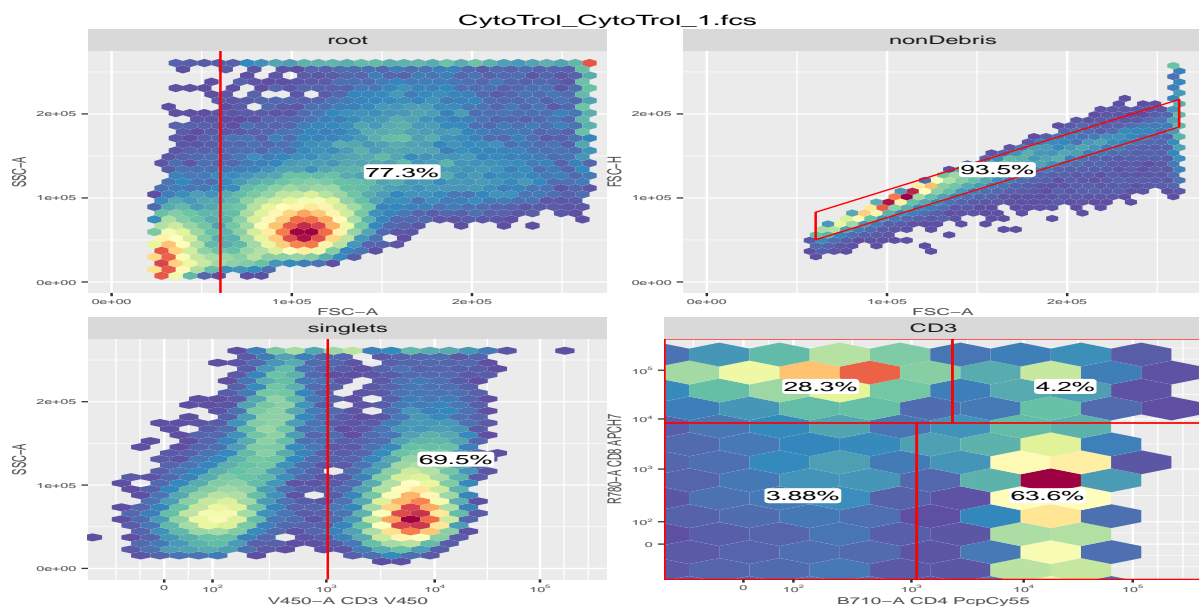 CytoTrol_CytoTrol_1.fcs
root
nonDebris
2e+05
1e+05
0e+00
SSC−A
77.3%
0e+00
1e+05
2e+05
FSC−A
2e+05
1e+05
0e+00
FSC−H
93.5%
0e+00
1e+05
2e+05
FSC−A
singlets
CD3
2e+05
1e+05
0e+00
SSC−A
69.5%
0
10²
10³
10⁴
10⁵
V450−A CD3 V450
10⁵
10⁴
10³
10²
0
R780−A CD8 APCH7
28.3%
4.2%
3.88%
63.6%
0
10²
10³
10⁴
10⁵
B710−A CD4 PcpCy55